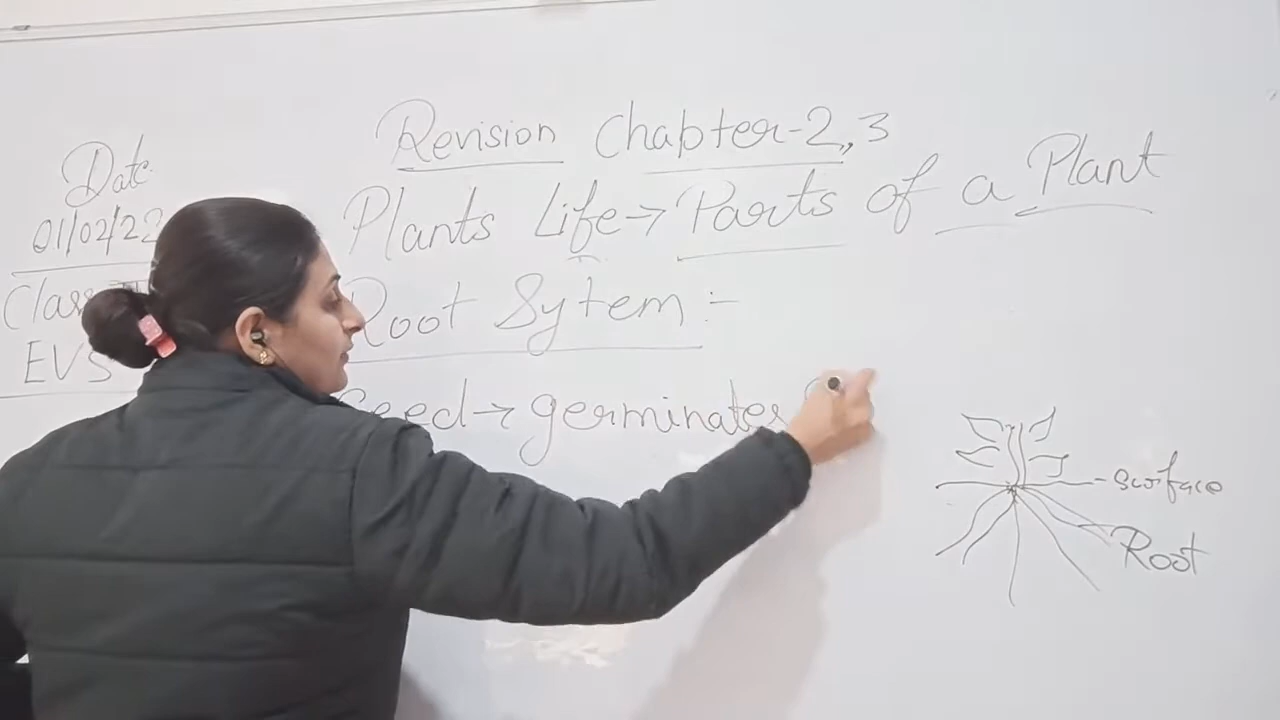 Revision Chapter-2,3
Date
01/02/22
Plants Life → Parts of a Plant
Class
Root Sytem :-
EVS
Seed → germinates
surface
Root